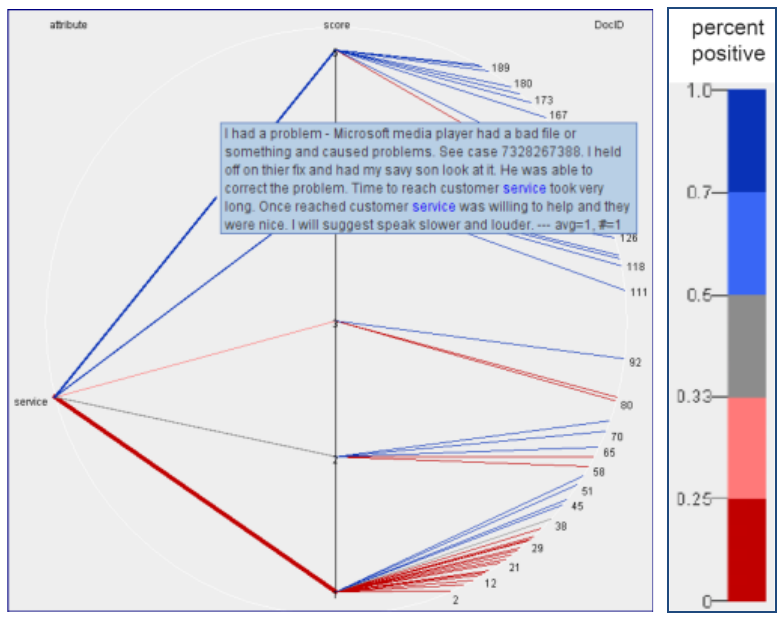 attribute
score
DocID
189
180
173
167
I had a problem - Microsoft media player had a bad file or
something and caused problems. See case 7328267388. I held
off on thier fix and had my savy son look at it. He was able to
correct the problem. Time to reach customer service took very
long. Once reached customer service was willing to help and they
were nice. I will suggest speak slower and louder. --- avg=1, #=1
126
118
111
3
92
service
80
2
70
65
58
51
45
38
29
21
12
2
percent
positive
1.0
0.7
0.5
0.33
0.25
0